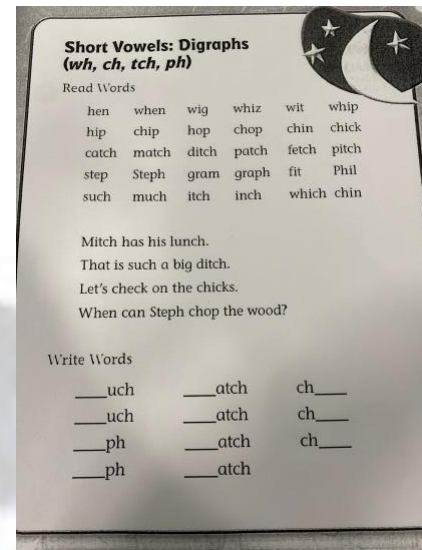 Short Vowels: Digraphs
(wh, ch, tch, ph)
Read Words
hen when wig whiz wit whip
hip chip hop chop chin chick
catch match ditch patch fetch pitch
step Steph gram graph fit Phil
such much itch inch which chin
Mitch has his lunch.
That is such a big ditch.
Let's check on the chicks.
When can Steph chop the wood?
Write Words
___uch ___atch ch___
___uch ___atch ch___
___ph ___atch ch___
___ph ___atch